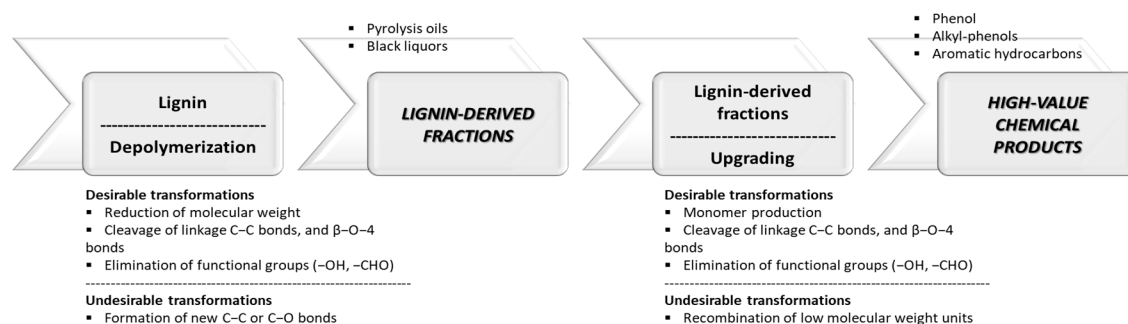 ▪ Pyrolysis oils
▪ Black liquors
▪ Phenol
▪ Alkyl-phenols
▪ Aromatic hydrocarbons
Lignin
----------------------------
Depolymerization
LIGNIN-DERIVED
FRACTIONS
Lignin-derived
fractions
----------------------------
Upgrading
HIGH-VALUE
CHEMICAL
PRODUCTS
Desirable transformations
▪ Reduction of molecular weight
▪ Cleavage of linkage C–C bonds, and β–O–4
bonds
▪ Elimination of functional groups (–OH, –CHO)
----------------------------------------------------------------
Undesirable transformations
▪ Formation of new C–C or C–O bonds
Desirable transformations
▪ Monomer production
▪ Cleavage of linkage C–C bonds, and β–O–4
bonds
▪ Elimination of functional groups (–OH, –CHO)
----------------------------------------------------------------
Undesirable transformations
▪ Recombination of low molecular weight units